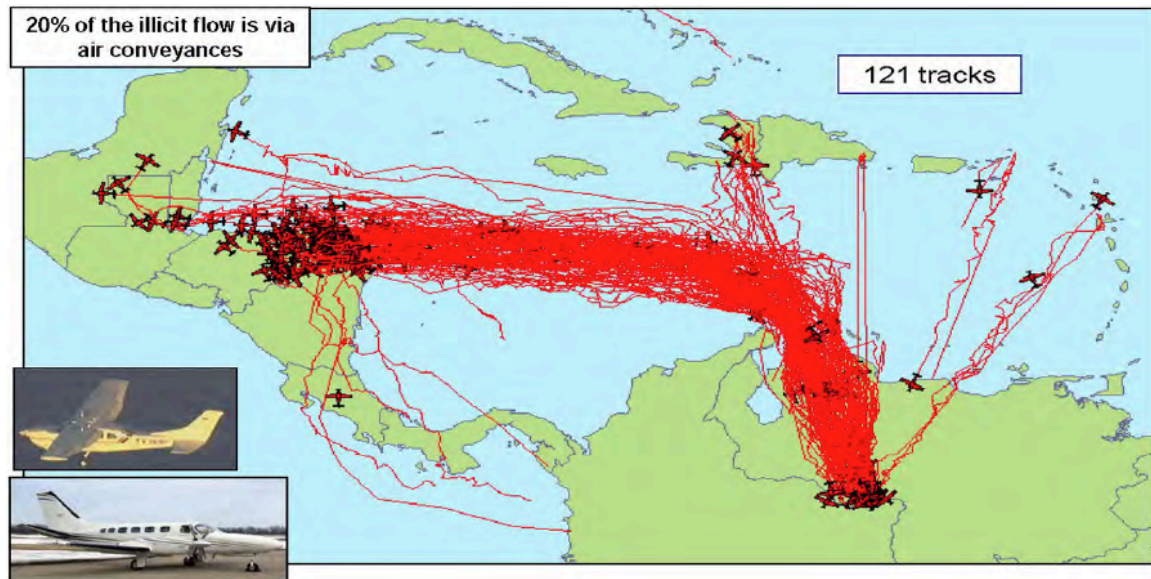 20% of the illicit flow is via
air conveyances
121 tracks